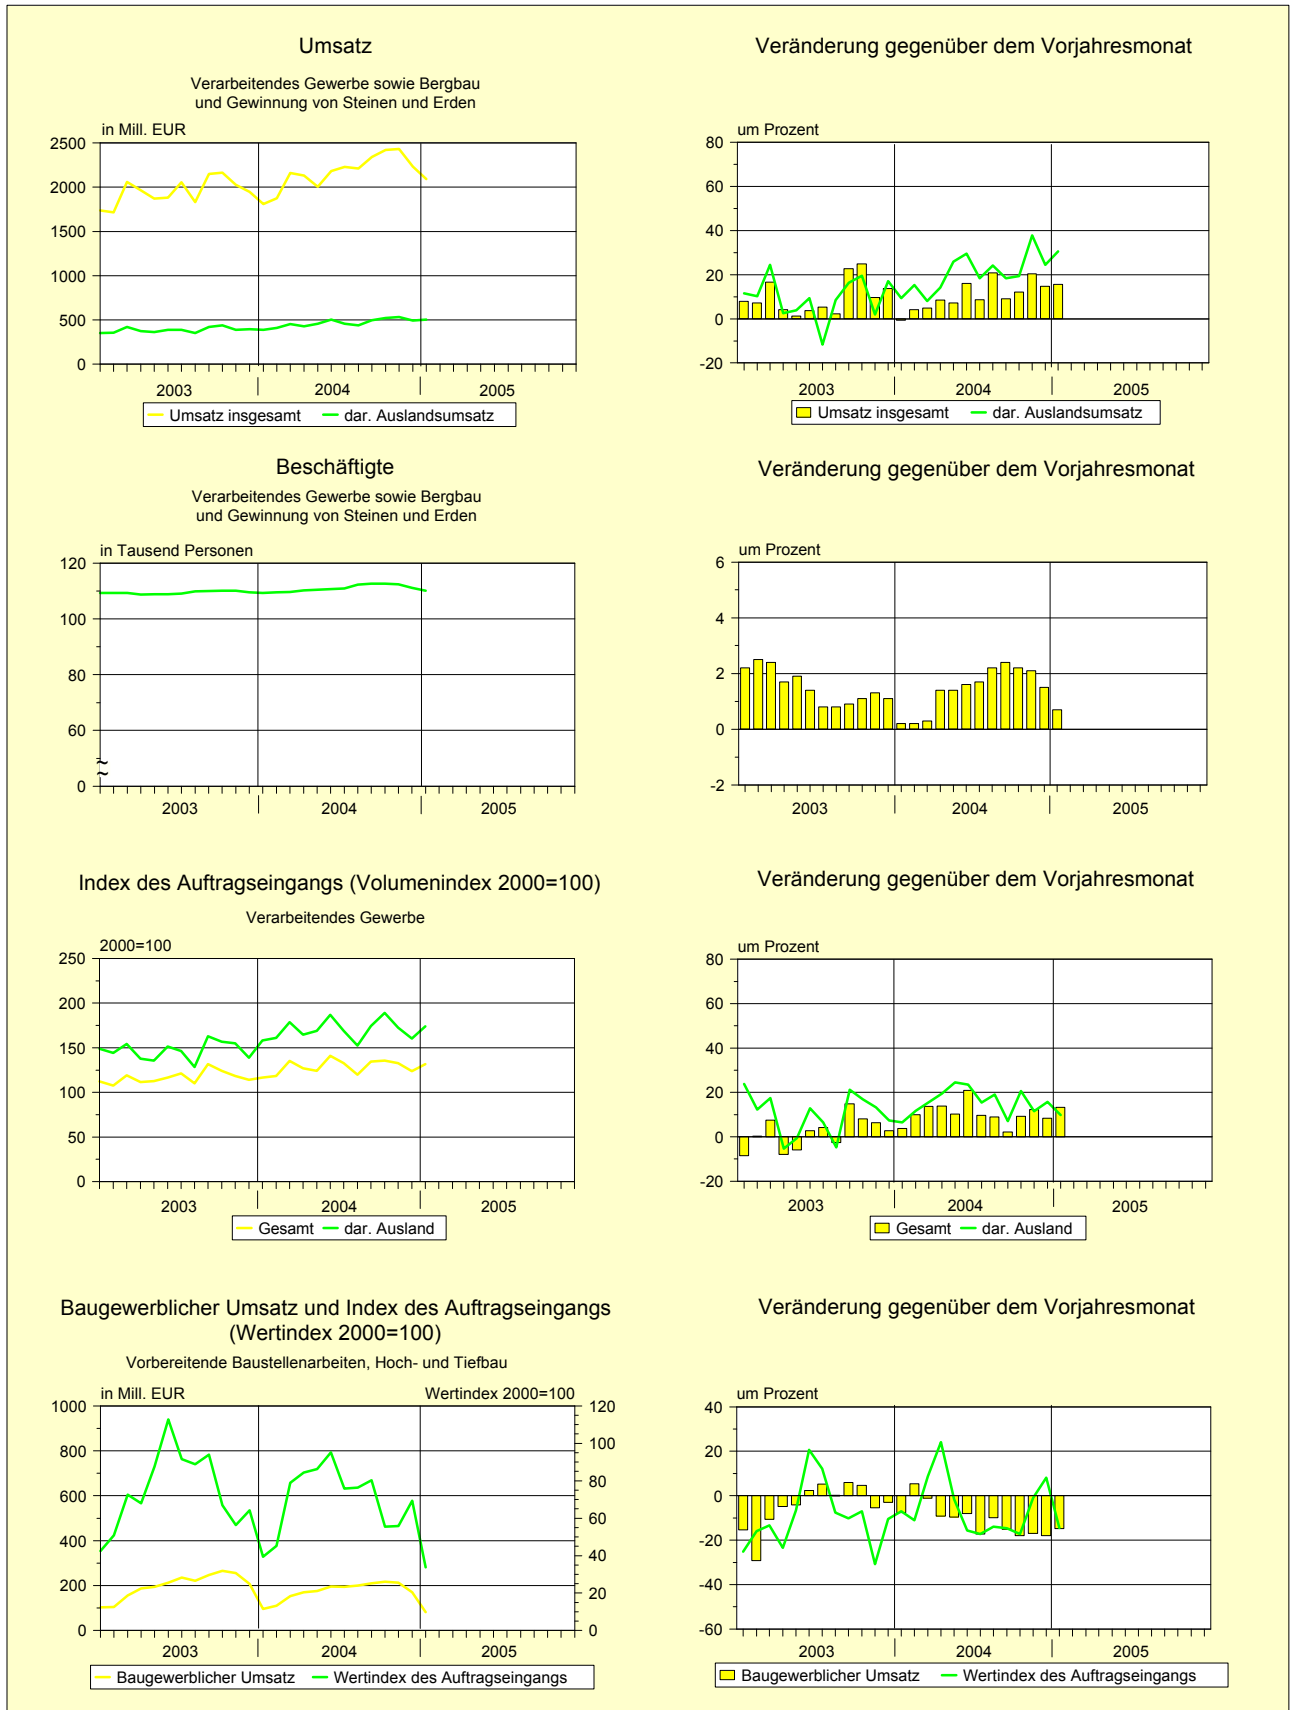 Umsatz
Verarbeitendes Gewerbe sowie Bergbau
und Gewinnung von Steinen und Erden
in Mill. EUR
2500
2000
1500
1000
500
0
2003
2004
2005
Umsatz insgesamt
dar. Auslandsumsatz
Veränderung gegenüber dem Vorjahresmonat
um Prozent
80
60
40
20
0
-20
2003
2004
2005
Umsatz insgesamt
dar. Auslandsumsatz
Beschäftigte
Verarbeitendes Gewerbe sowie Bergbau
und Gewinnung von Steinen und Erden
in Tausend Personen
120
100
80
60
0
2003
2004
2005
Veränderung gegenüber dem Vorjahresmonat
um Prozent
6
4
2
0
-2
2003
2004
2005
Index des Auftragseingangs (Volumenindex 2000=100)
Verarbeitendes Gewerbe
2000=100
250
200
150
100
50
0
2003
2004
2005
Gesamt
dar. Ausland
Veränderung gegenüber dem Vorjahresmonat
um Prozent
80
60
40
20
0
-20
2003
2004
2005
Gesamt
dar. Ausland
Baugewerblicher Umsatz und Index des Auftragseingangs
(Wertindex 2000=100)
Vorbereitende Baustellenarbeiten, Hoch- und Tiefbau
in Mill. EUR
Wertindex 2000=100
1000
800
600
400
200
0
120
100
80
60
40
20
0
2003
2004
2005
Baugewerblicher Umsatz
Wertindex des Auftragseingangs
Veränderung gegenüber dem Vorjahresmonat
um Prozent
40
20
0
-20
-40
-60
2003
2004
2005
Baugewerblicher Umsatz
Wertindex des Auftragseingangs